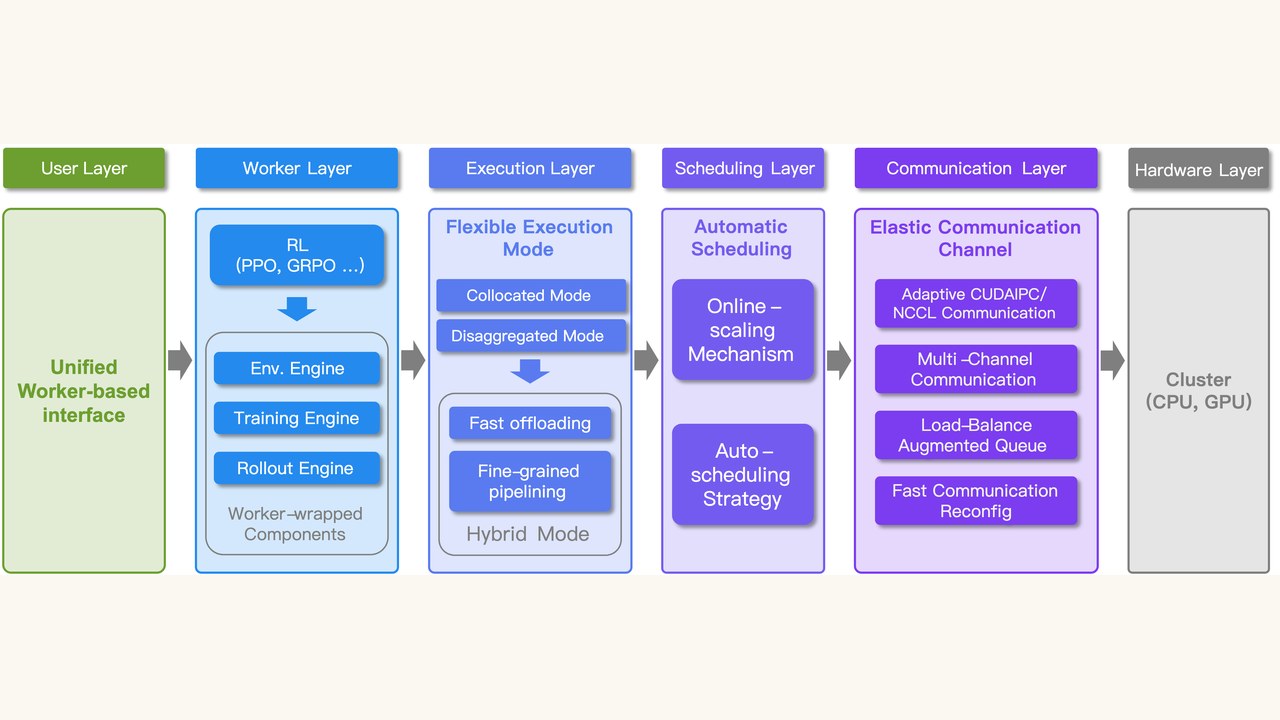 User Layer
Unified
Worker-based
interface
Worker Layer
RL
(PPO, GRPO ...)
Env. Engine
Training Engine
Rollout Engine
Worker-wrapped
Components
Execution Layer
Flexible Execution
Mode
Collocated Mode
Disaggregated Mode
Fast offloading
Fine-grained
pipelining
Hybrid Mode
Scheduling Layer
Automatic
Scheduling
Online-
scaling
Mechanism
Auto-
scheduling
Strategy
Communication Layer
Elastic Communication
Channel
Adaptive CUDAIPC/
NCCL Communication
Multi-Channel
Communication
Load-Balance
Augmented Queue
Fast Communication
Reconfig
Hardware Layer
Cluster
(CPU, GPU)